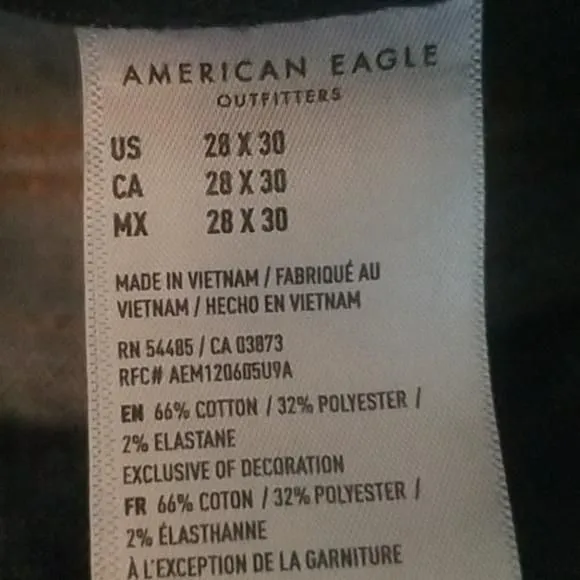 AMERICAN EAGLE
OUTFITTERS
US 28 X 30
CA 28 X 30
MX 28 X 30
MADE IN VIETNAM / FABRIQUÉ AU
VIETNAM / HECHO EN VIETNAM
RN 54485 / CA 03873
RFC# AEM120605U9A
EN 66% COTTON / 32% POLYESTER /
2% ELASTANE
EXCLUSIVE OF DECORATION
FR 66% COTON / 32% POLYESTER /
2% ÉLASTHANNE
À L'EXCEPTION DE LA GARNITURE